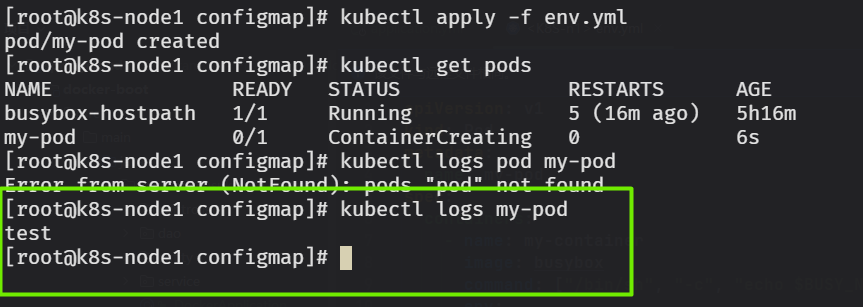 [root@k8s-node1 configmap]# kubectl apply -f env.yml
pod/my-pod created
[root@k8s-node1 configmap]# kubectl get pods
NAME READY STATUS RESTARTS AGE
busybox-hostpath 1/1 Running 5 (16m ago) 5h16m
my-pod 0/1 ContainerCreating 0 6s
[root@k8s-node1 configmap]# kubectl logs pod my-pod
Error from server (NotFound): pods "pod" not found
[root@k8s-node1 configmap]# kubectl logs my-pod
test
[root@k8s-node1 configmap]#